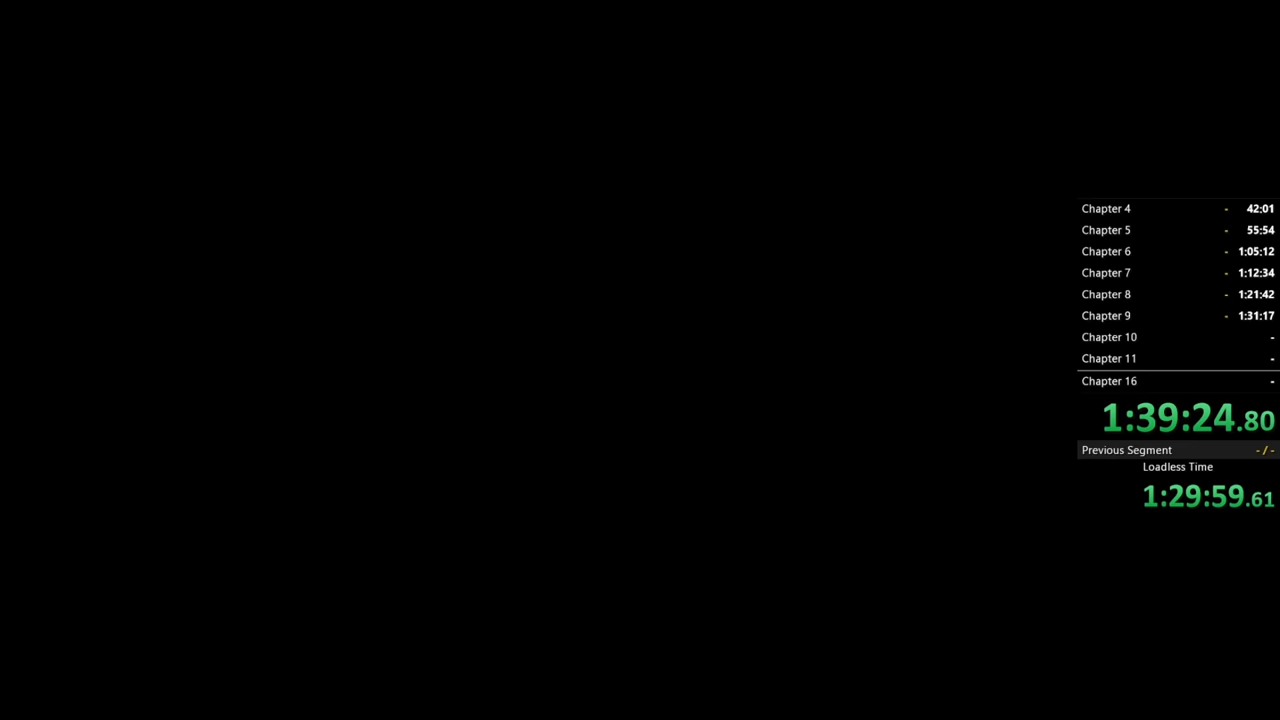 Chapter 4 - 42:01
Chapter 5 - 55:54
Chapter 6 - 1:05:12
Chapter 7 - 1:12:34
Chapter 8 - 1:21:42
Chapter 9 - 1:31:17
Chapter 10 -
Chapter 11 -
Chapter 16 -
1:39:24.80
Previous Segment -/-
Loadless Time
1:29:59.61